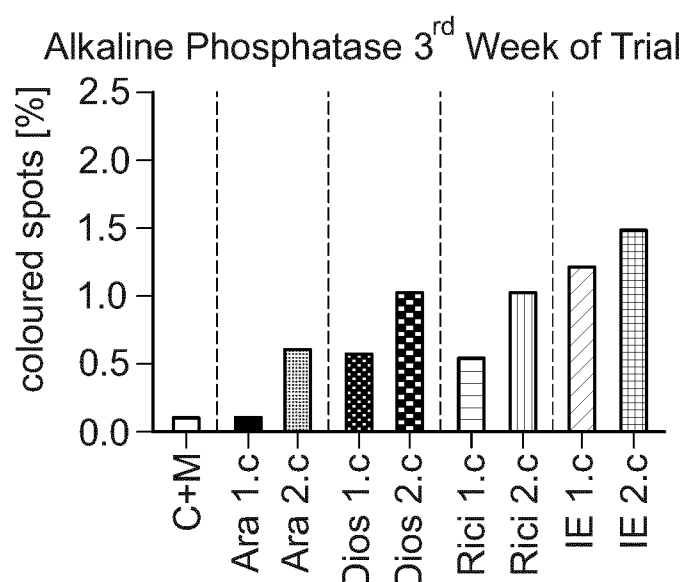 Alkaline Phosphatase 3rd Week of Trial
coloured spots [%]
2.5
2.0
1.5
1.0
0.5
0.0
C+M
Ara 1.c
Ara 2.c
Dios 1.c
Dios 2.c
Rici 1.c
Rici 2.c
IE 1.c
IE 2.c